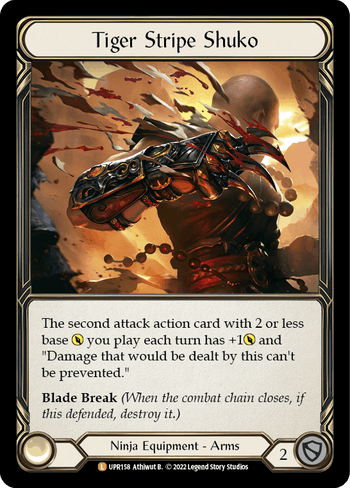 Tiger Stripe Shuko
The second attack action card with 2 or less
base you play each turn has +1 and
"Damage that would be dealt by this can't
be prevented."
Blade Break (When the combat chain closes, if
this defended, destroy it.)
2
Ninja Equipment - Arms
L UPR158 Athiwut B. © 2022 Legend Story Studios